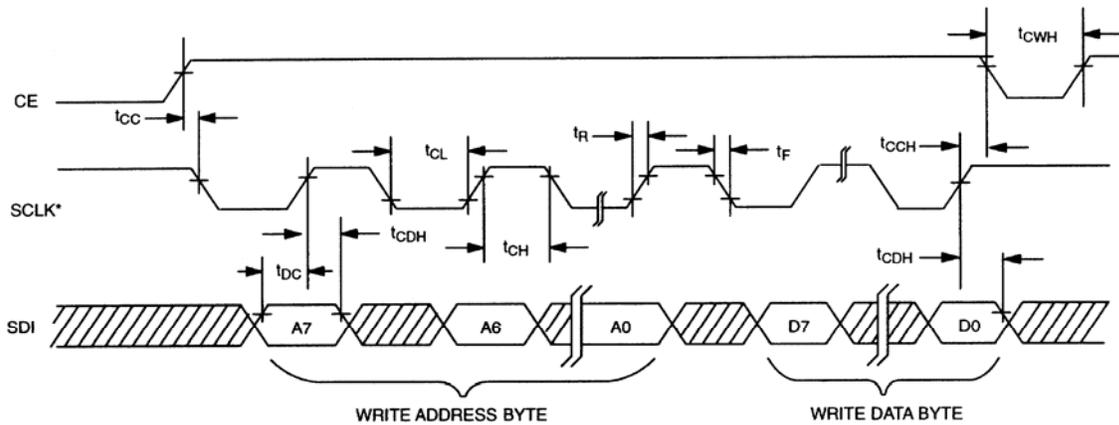 tCWH
CE
tCC
tCL
tR
tF
tCCH
SCLK*
tCDH
tCH
tCDH
tDC
SDI
A7
A6
A0
D7
D0
WRITE ADDRESS BYTE
WRITE DATA BYTE